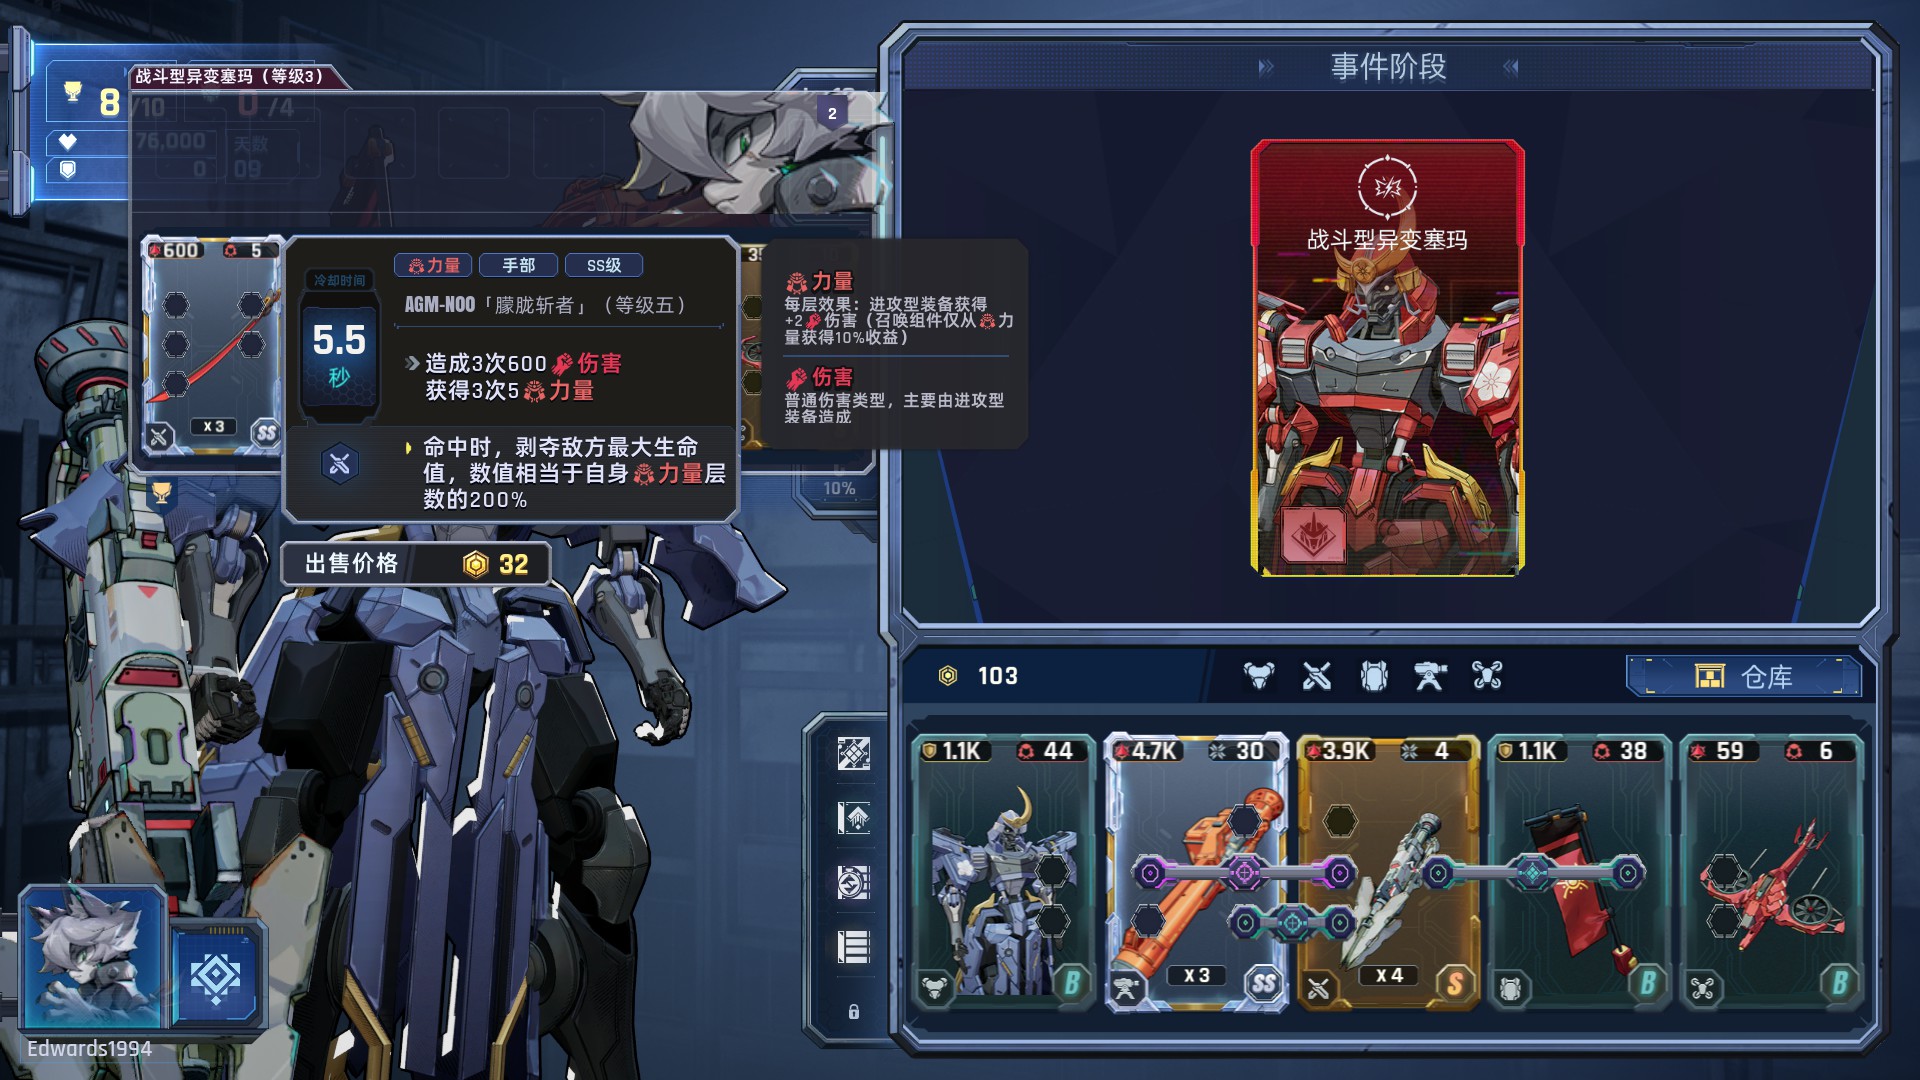 战斗型异变塞玛（等级3）
8/10
0/4
76,000
天数
0
09
2
600
5
x3
SS
冷却时间
5.5
秒
力量
手部
SS级
AGM-N00「朦胧斩者」（等级五）
造成3次600伤害
获得3次5力量
命中时，剥夺敌方最大生命
值，数值相当于自身力量层
数的200%
出售价格
32
力量
每层效果：进攻型装备获得
+2伤害（召唤组件仅从力
量获得10%收益）
伤害
普通伤害类型，主要由进攻型
装备造成
10%
事件阶段
战斗型异变塞玛
103
仓库
1.1K
44
B
4.7K
30
x3
SS
3.9K
4
x4
S
1.1K
38
B
59
6
B
Edwards1994